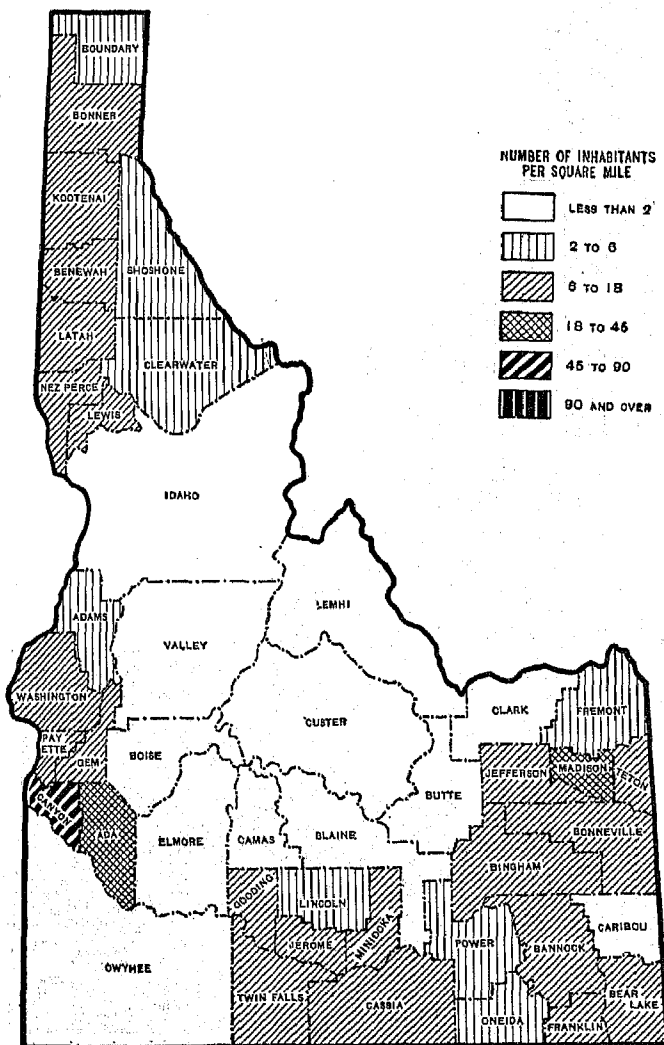 BOUNDARY
BONNER
NUMBER OF INHABITANTS
PER SQUARE MILE
LESS THAN 2
2 TO 6
6 TO 18
18 TO 45
45 TO 90
90 AND OVER
KOOTENAI
SHOSHONE
BENEWAH
LATAH
CLEARWATER
NEZ PERCE
LEWIS
IDAHO
ADAMS
LEMHI
VALLEY
WASHINGTON
CUSTER
CLARK
FREMONT
PAY
ETTE
GEM
BOISE
JEFFERSON
MADISON
TETON
BUTTE
CANYON
ADA
ELMORE
CAMAS
BLAINE
BONNEVILLE
BINGHAM
GOODING
LINCOLN
JEROME
MINIDOKA
CARIBOU
POWER
BANNOCK
OWYHEE
TWIN FALLS
CASSIA
BEAR
LAKE
ONEIDA
FRANKLIN